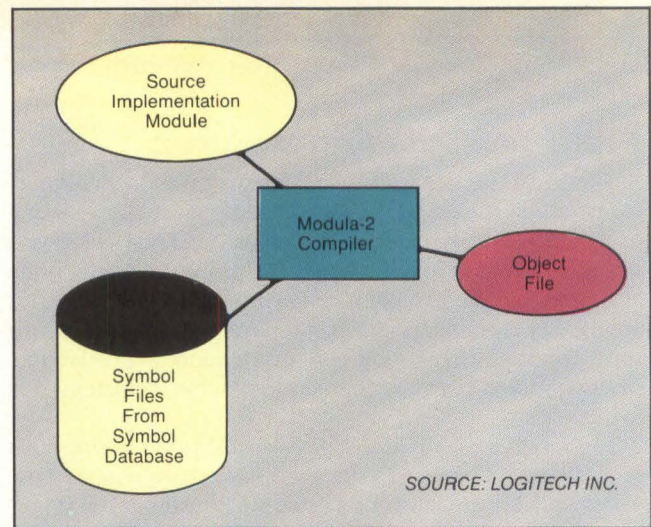 Source
Implementation
Module
Modula-2
Compiler
Object
File
Symbol
Files
From
Symbol
Database
SOURCE: LOGITECH INC.